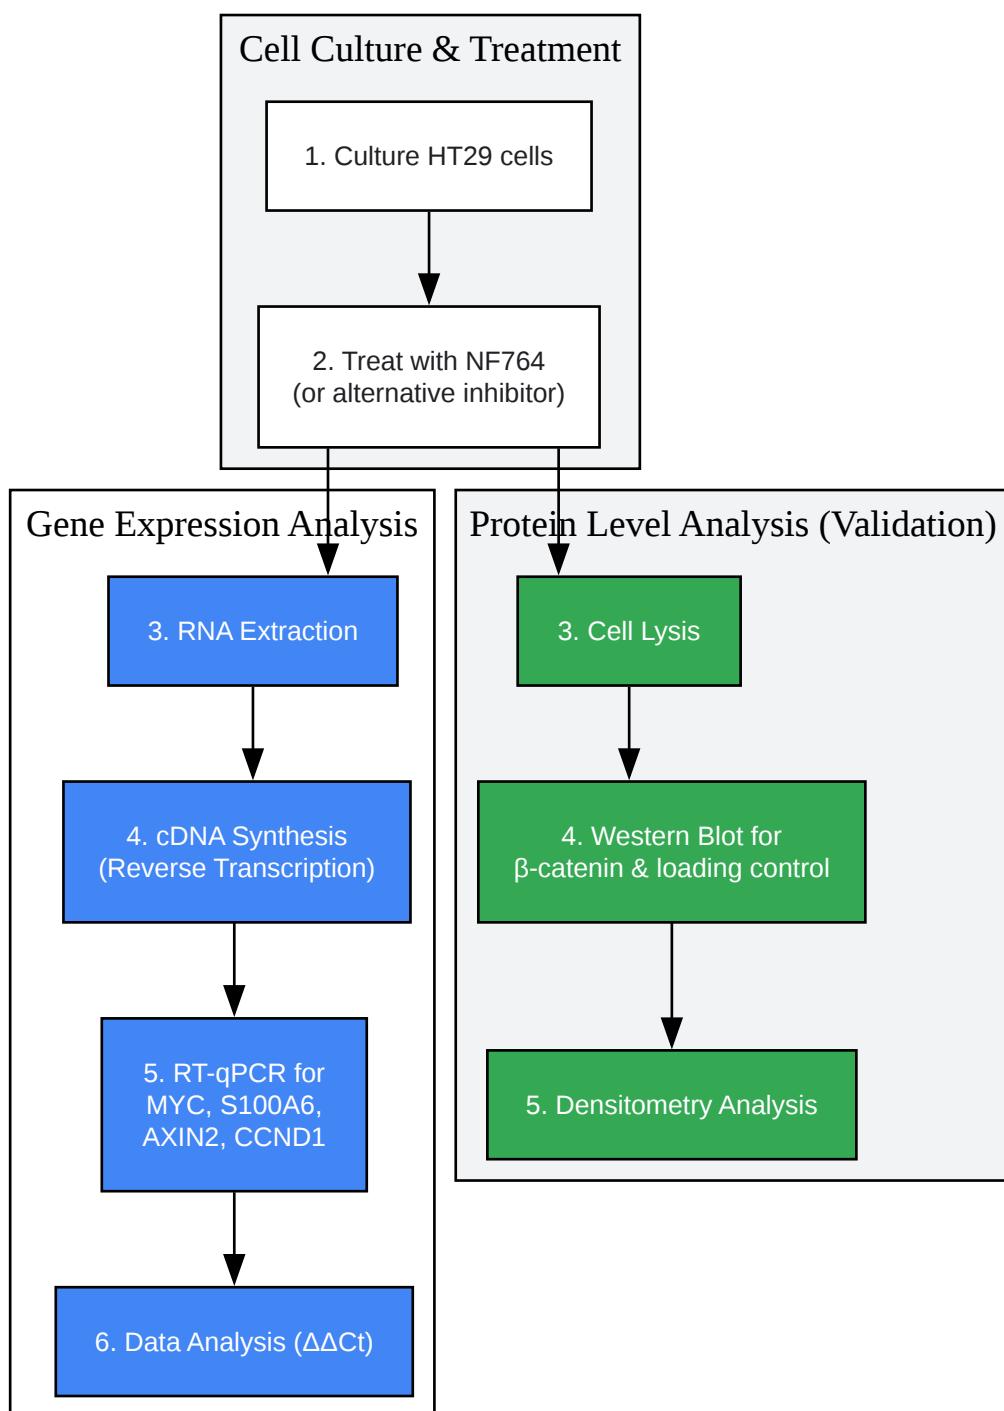 Cell Culture & Treatment
1. Culture HT29 cells
2. Treat with NF764
(or alternative inhibitor)
Gene Expression Analysis
3. RNA Extraction
4. cDNA Synthesis
(Reverse Transcription)
5. RT-qPCR for
MYC, S100A6,
AXIN2, CCND1
6. Data Analysis (ΔΔCt)
Protein Level Analysis (Validation)
3. Cell Lysis
4. Western Blot for
β-catenin & loading control
5. Densitometry Analysis